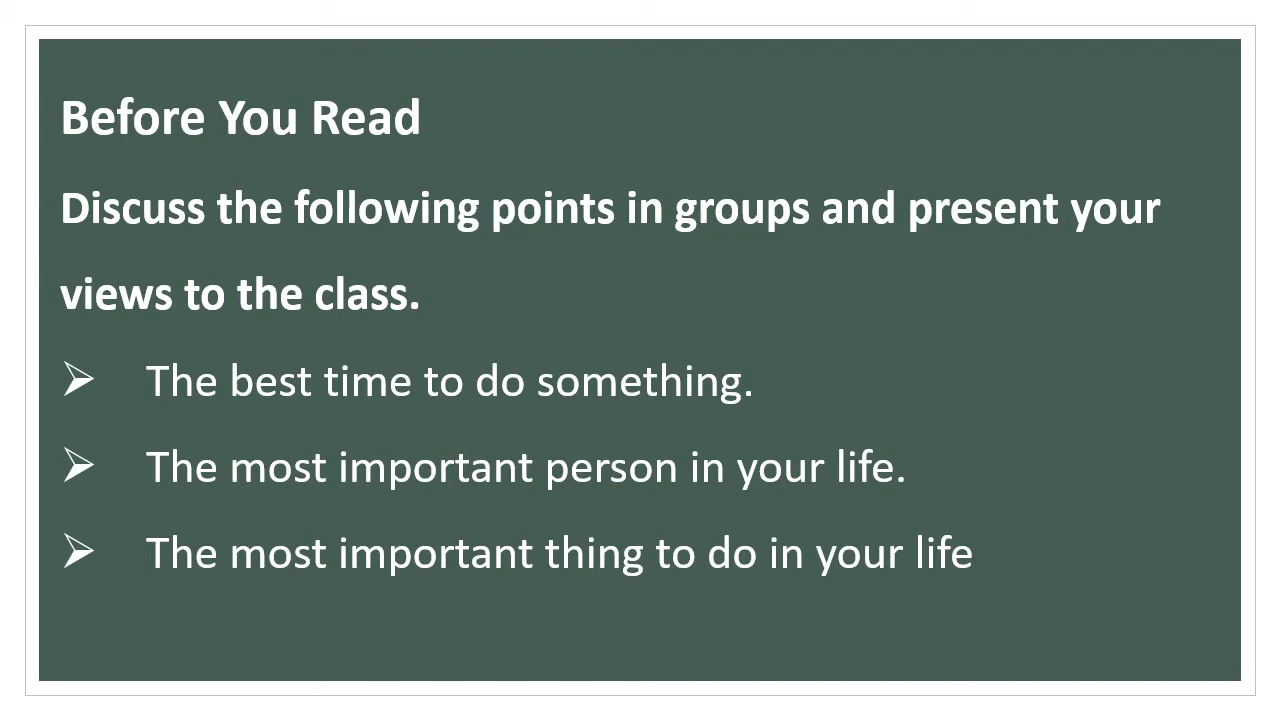 Before You Read
Discuss the following points in groups and present your
views to the class.
➢ The best time to do something.
➢ The most important person in your life.
➢ The most important thing to do in your life